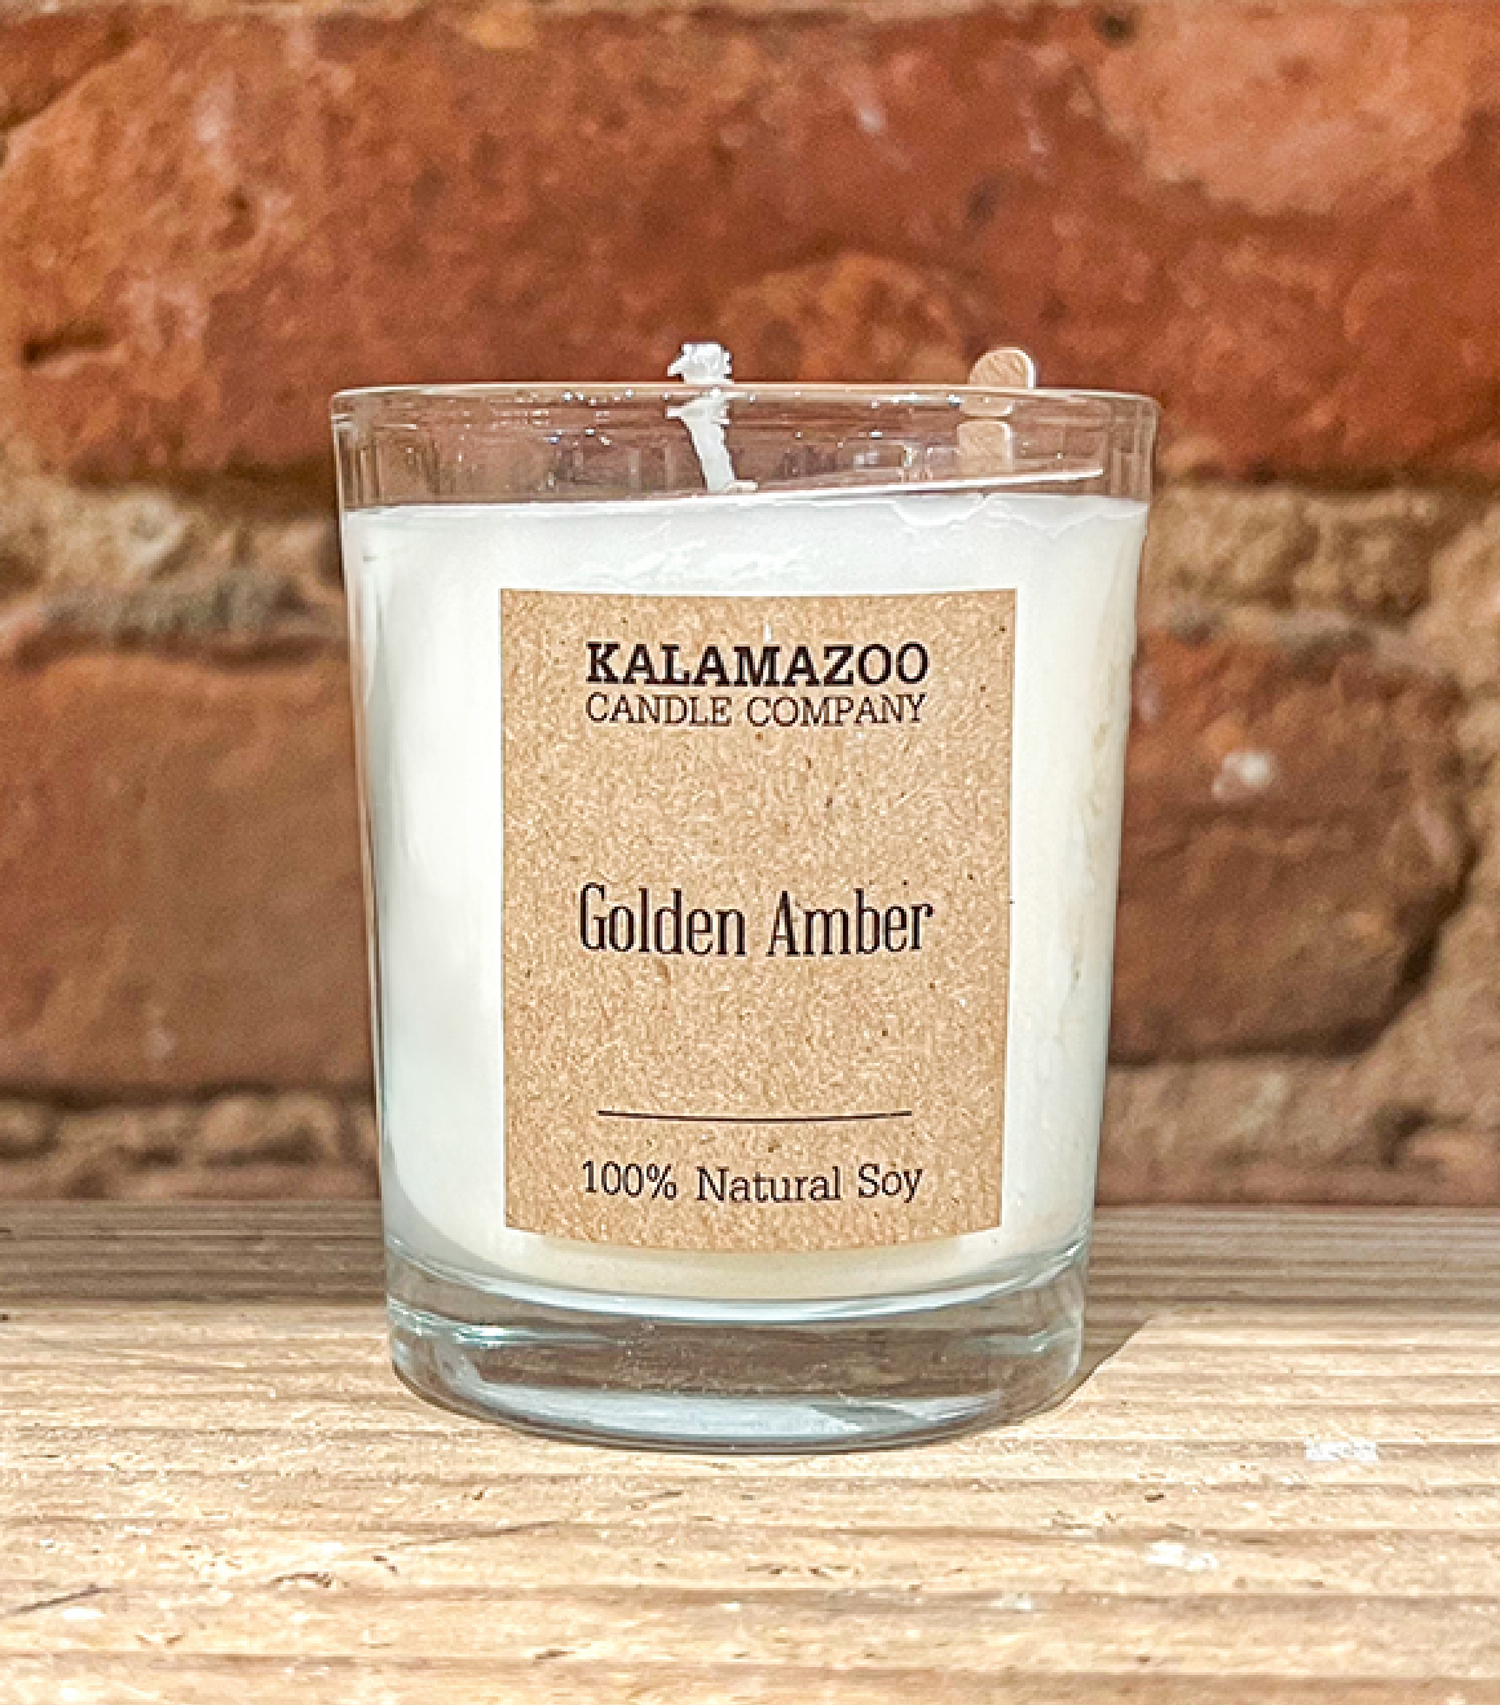 KALAMAZOO
CANDLE COMPANY
Golden Amber
100% Natural Soy